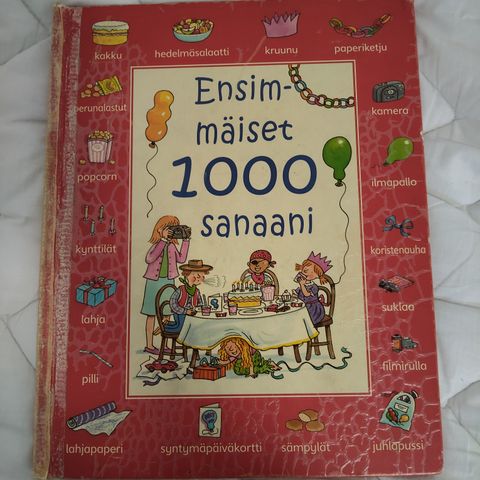 kakku
hedelmäsalaatti
kruunu
paperiketju
perunalastut
kamera
popcorn
ilmapallo
kynttilät
koristenauha
lahja
suklaa
pilli
filmirulla
lahjapaperi
syntymäpäiväkortti
sämpylät
juhlapussi
Ensim-
mäiset
1000
sanaani